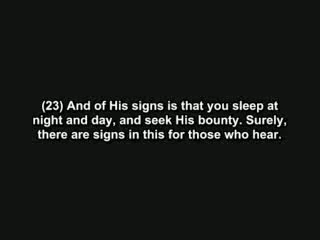 (23) And of His signs is that you sleep at
night and day, and seek His bounty. Surely,
there are signs in this for those who hear.